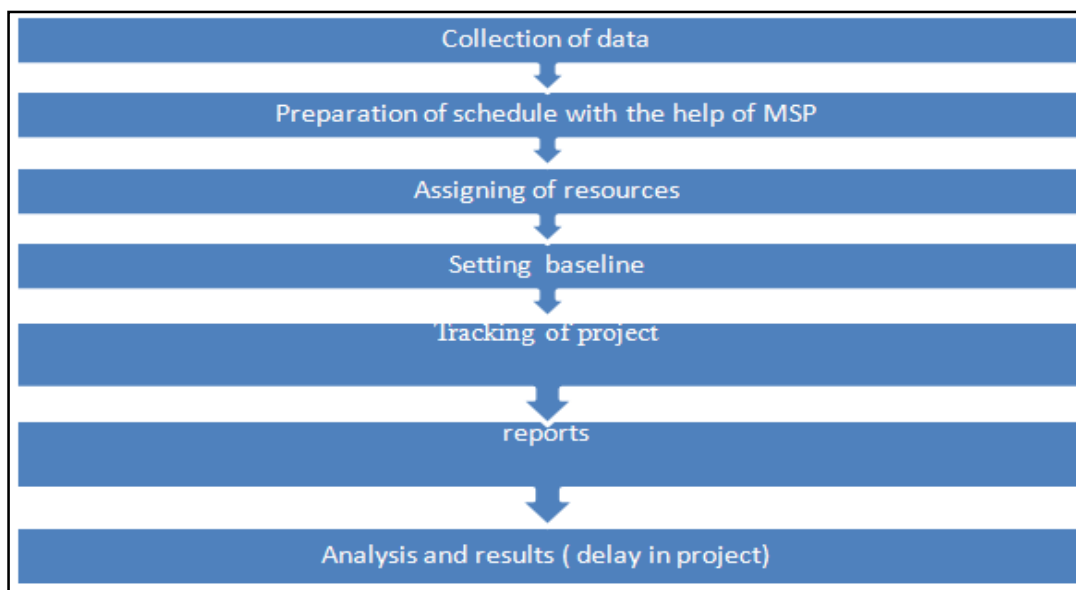 Collection of data
Preparation of schedule with the help of MSP
Assigning of resources
Setting  baseline
Tracking of project
reports
Analysis and results ( delay in project)